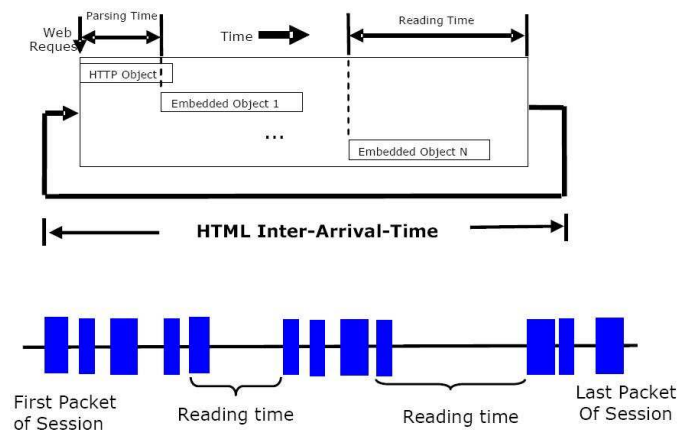 Parsing Time
Reading Time
Web
Reques
Time
HTTP Object
Embedded Object 1
...
Embedded Object N
HTML Inter-Arrival-Time
First Packet
of Session
Reading time
Reading time
Last Packet
Of Session